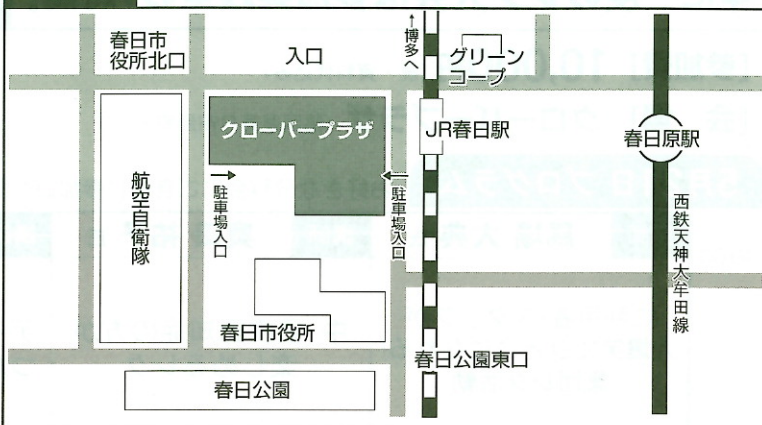 春日市
役所北口
入口
↑博多へ
グリーン
コープ
クローバープラザ
JR春日駅
春日原駅
航空自衛隊
→
駐車場入口
←
駐車場入口
西鉄天神大牟田線
春日市役所
春日公園東口
春日公園